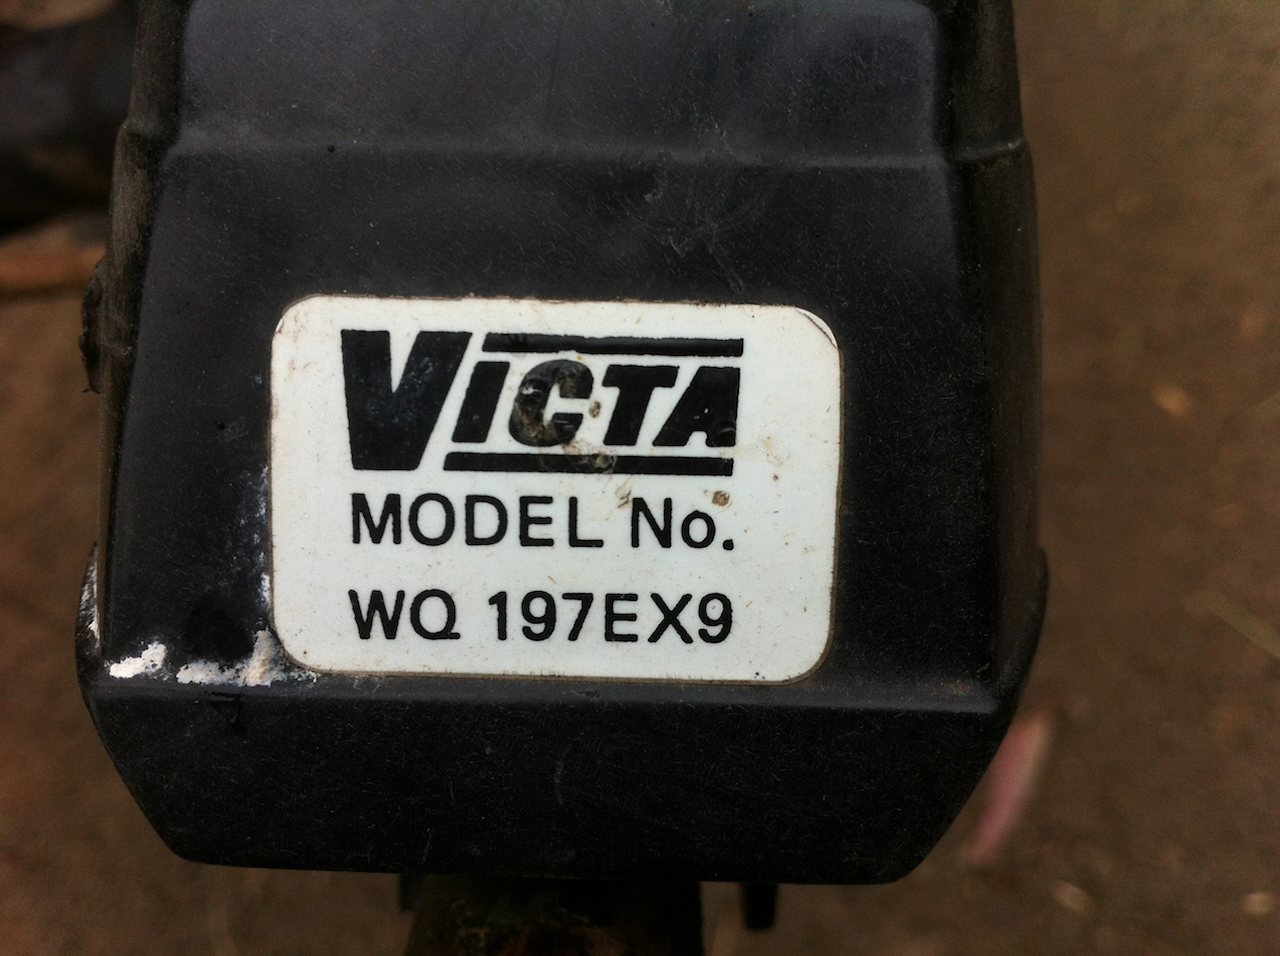 VICTA
MODEL No.
WQ 197EX9